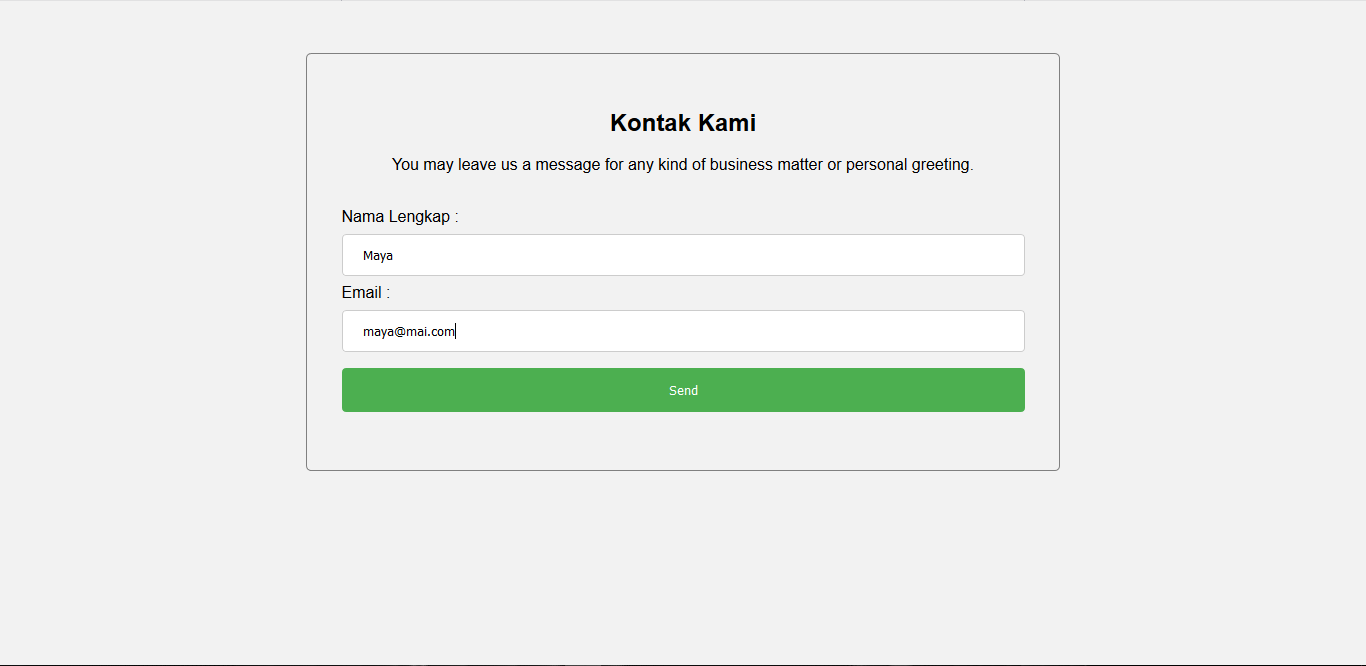 Kontak Kami
You may leave us a message for any kind of business matter or personal greeting.
Nama Lengkap :
Maya
Email :
maya@mai.com
Send